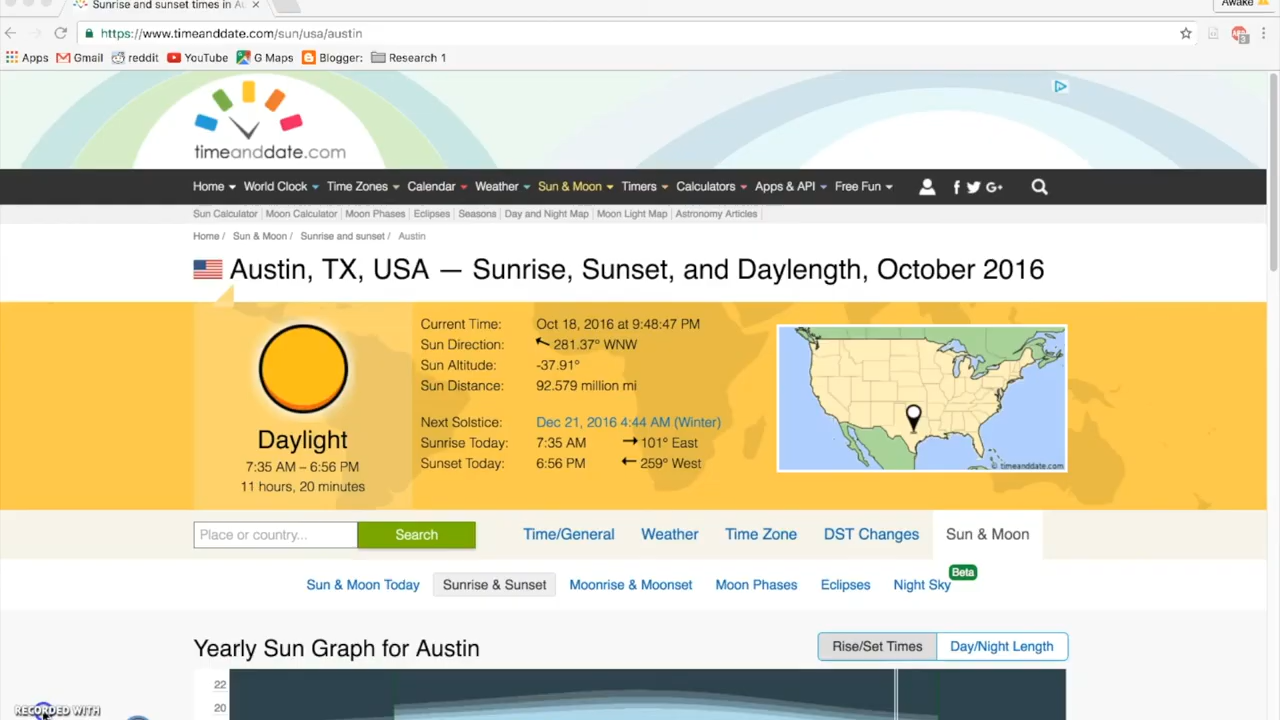 Sunrise and sunset times in Au
Awake
https://www.timeanddate.com/sun/usa/austin
Apps Gmail reddit YouTube G Maps Blogger: Research 1
timeanddate.com
Home World Clock Time Zones Calendar Weather Sun & Moon Timers Calculators Apps & API Free Fun
Sun Calculator Moon Calculator Moon Phases Eclipses Seasons Day and Night Map Moon Light Map Astronomy Articles
Home / Sun & Moon / Sunrise and sunset / Austin
Austin, TX, USA — Sunrise, Sunset, and Daylength, October 2016
Current Time: Oct 18, 2016 at 9:48:47 PM
Sun Direction: 281.37° WNW
Sun Altitude: -37.91°
Sun Distance: 92.579 million mi
Next Solstice: Dec 21, 2016 4:44 AM (Winter)
Sunrise Today: 7:35 AM 101° East
Sunset Today: 6:56 PM 259° West
Daylight
7:35 AM – 6:56 PM
11 hours, 20 minutes
© timeanddate.com
Place or country... Search
Time/General Weather Time Zone DST Changes Sun & Moon
Sun & Moon Today Sunrise & Sunset Moonrise & Moonset Moon Phases Eclipses Night Sky Beta
Yearly Sun Graph for Austin
Rise/Set Times Day/Night Length
22
20
RECORDED WITH